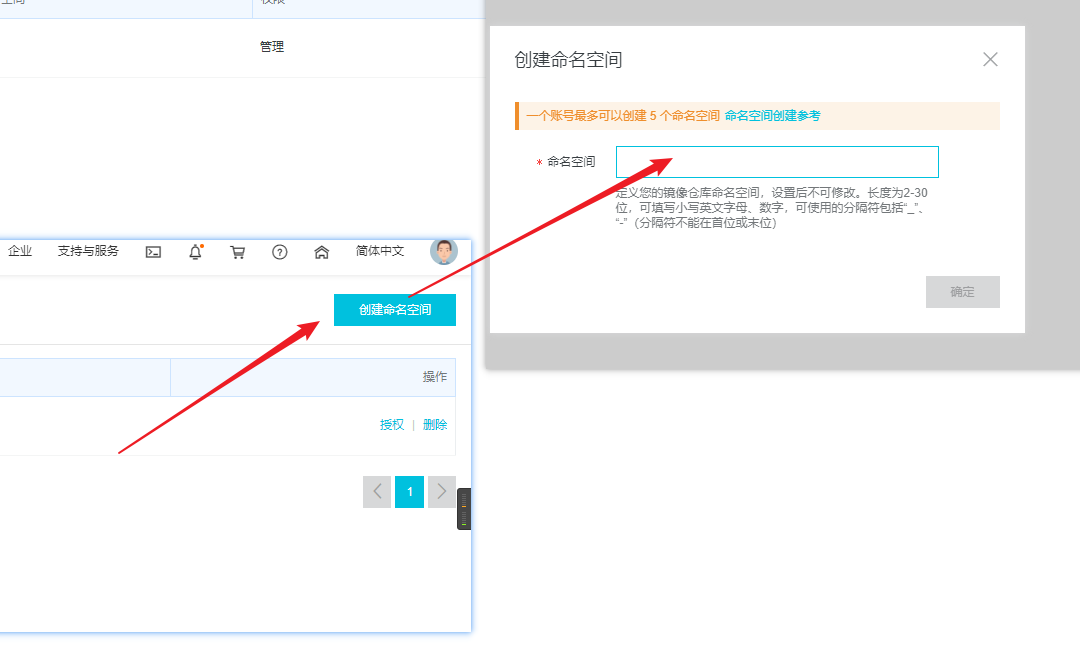 管理
创建命名空间
一个账号最多可以创建 5 个命名空间 命名空间创建参考
* 命名空间
定义您的镜像仓库命名空间，设置后不可修改。长度为2-30
位，可填写小写英文字母、数字，可使用的分隔符包括“_”、
“-”（分隔符不能在首位或末位）
确定
企业 支持与服务 简体中文
创建命名空间
操作
授权 | 删除
1